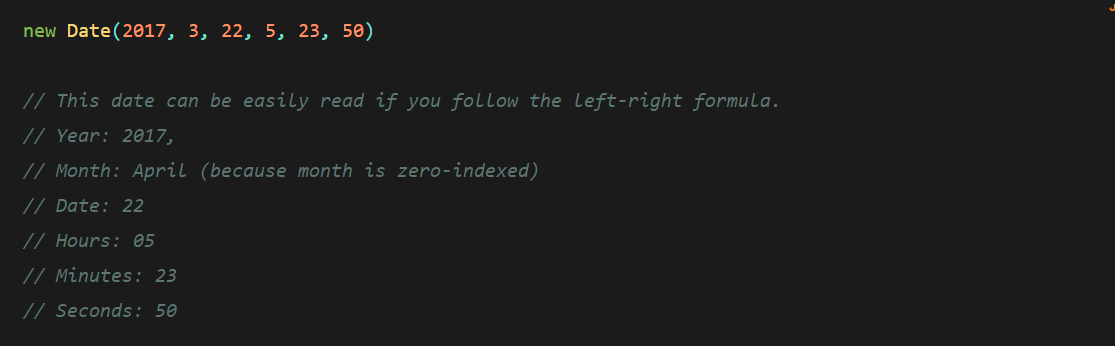 new Date(2017, 3, 22, 5, 23, 50)
// This date can be easily read if you follow the left-right formula.
// Year: 2017,
// Month: April (because month is zero-indexed)
// Date: 22
// Hours: 05
// Minutes: 23
// Seconds: 50